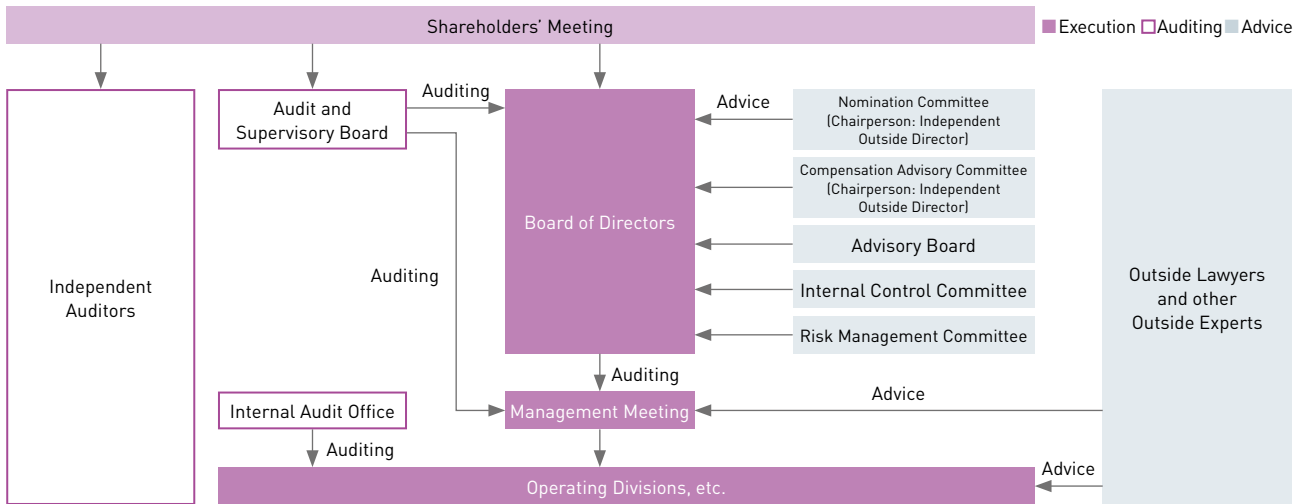 Shareholders’ Meeting
Execution
Auditing
Advice
Independent
Auditors
Audit and
Supervisory Board
Auditing
Auditing
Board of Directors
Advice
Nomination Committee
(Chairperson: Independent
Outside Director)
Compensation Advisory Committee
(Chairperson: Independent
Outside Director)
Advisory Board
Internal Control Committee
Risk Management Committee
Outside Lawyers
and other
Outside Experts
Auditing
Internal Audit Office
Management Meeting
Advice
Auditing
Operating Divisions, etc.
Advice